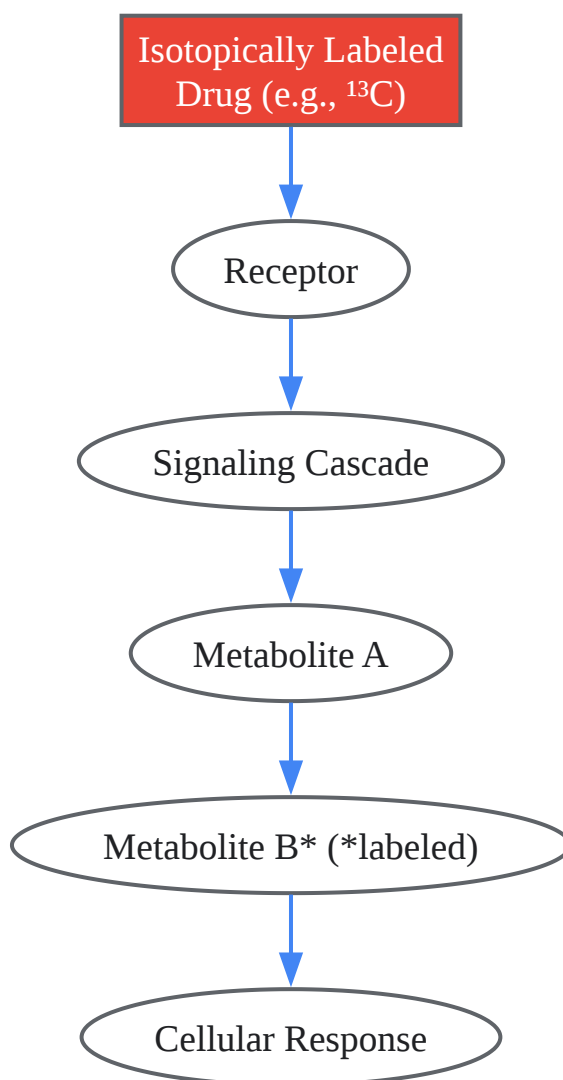 Isotopically Labeled
Drug (e.g., ¹³C)
Receptor
Signaling Cascade
Metabolite A
Metabolite B* (*labeled)
Cellular Response